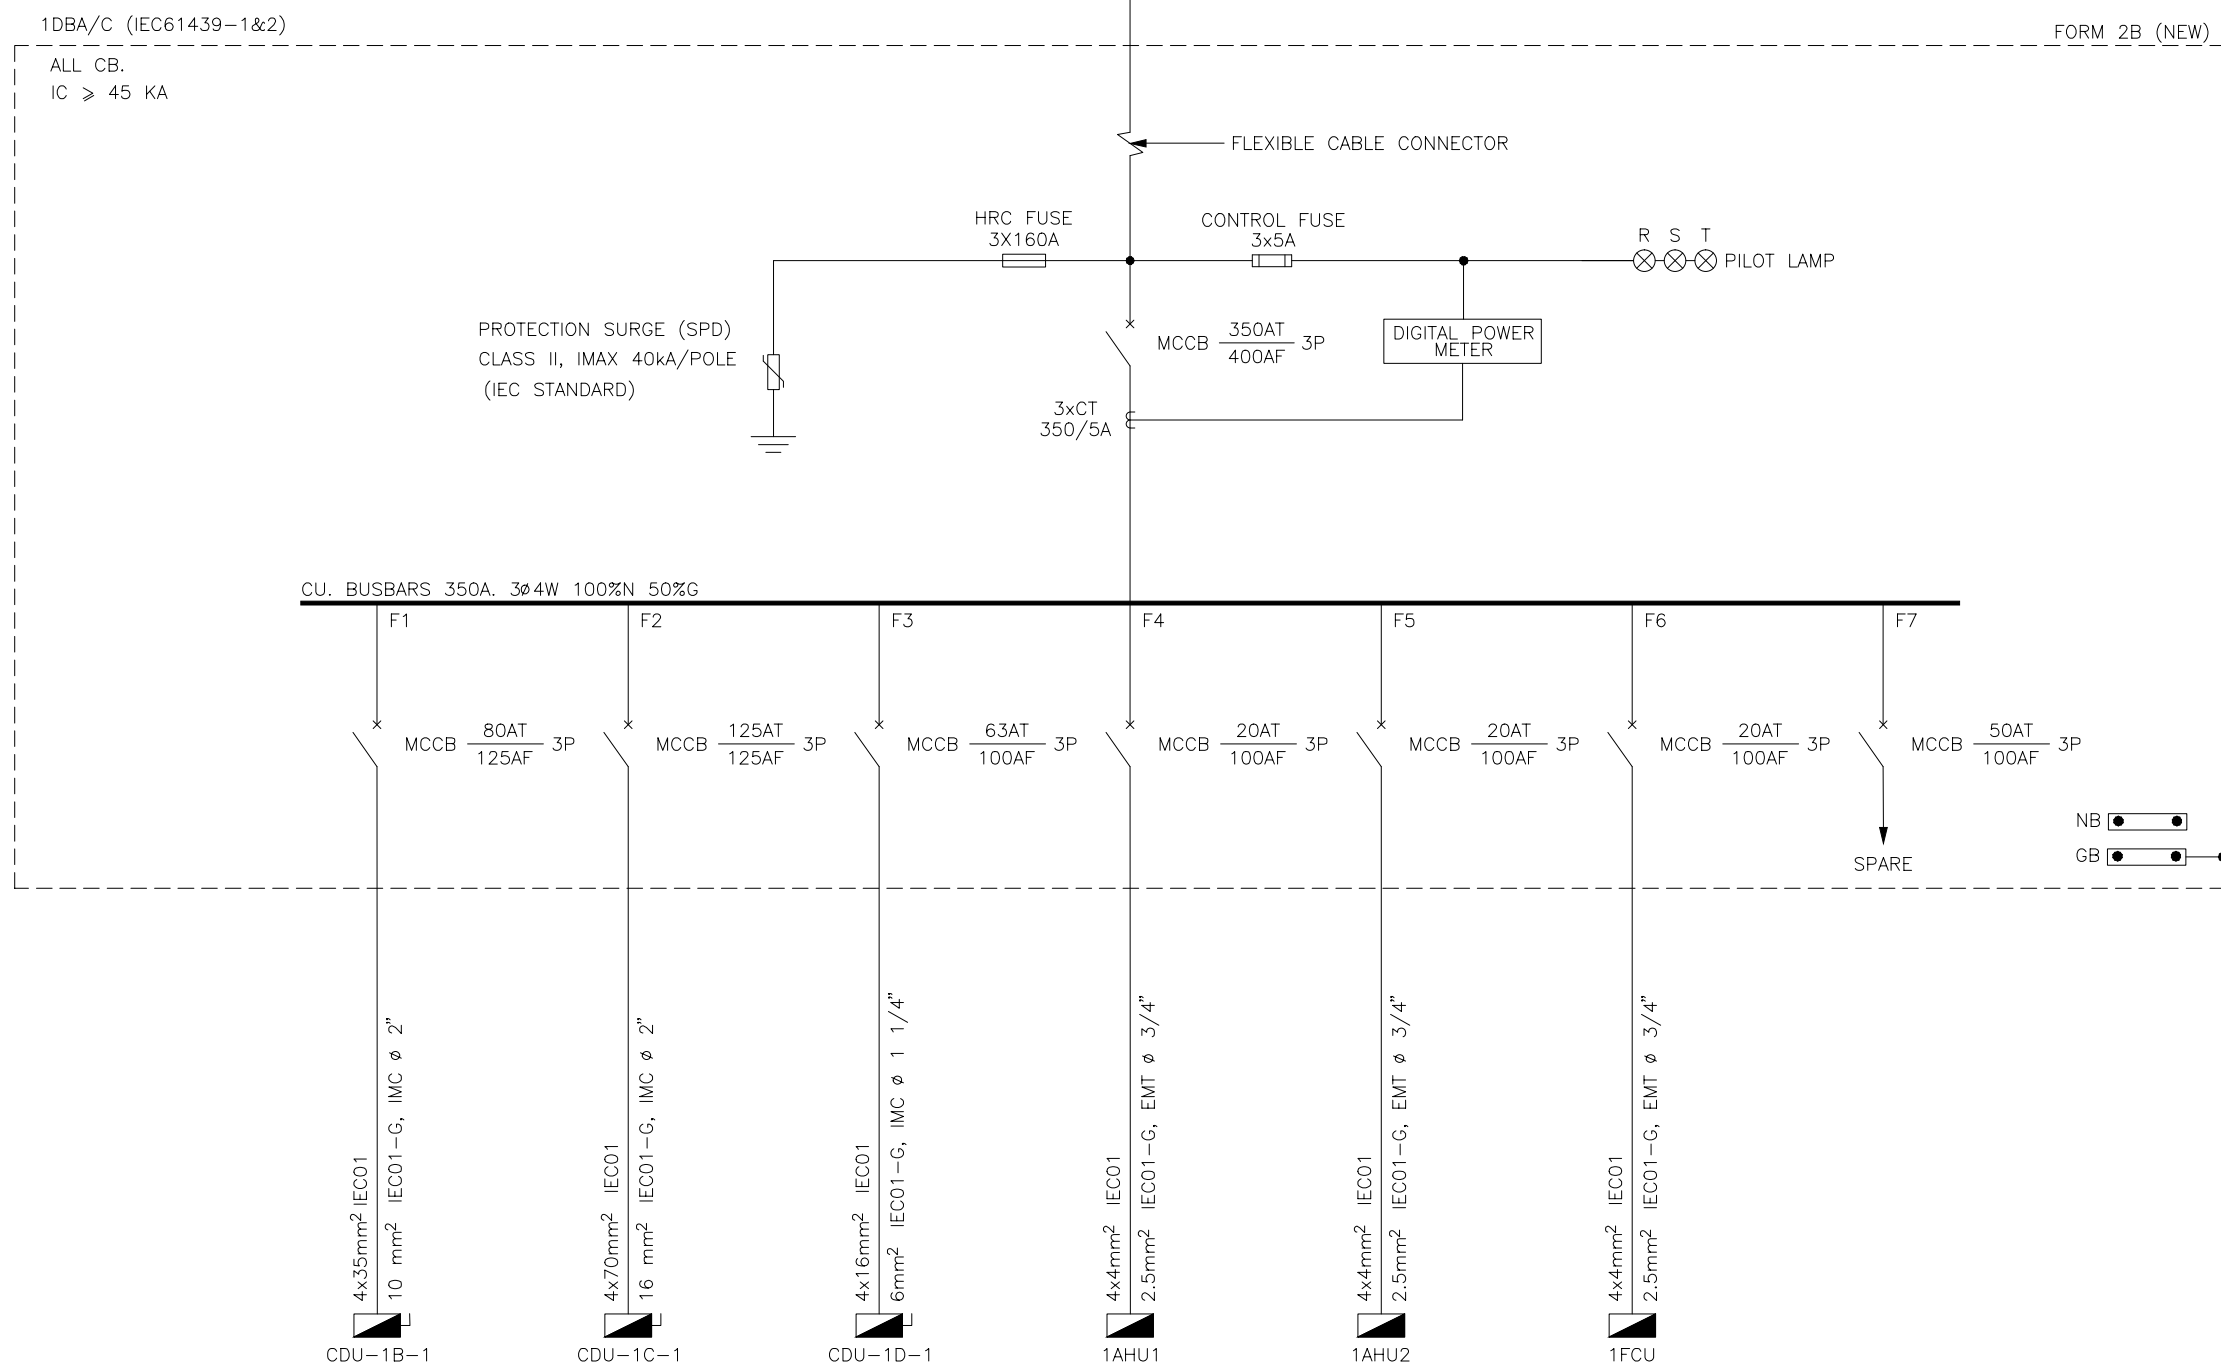 1DBA/C (IEC61439-1&2)
FORM 2B (NEW)
ALL CB.
IC ⩾ 45 KA
FLEXIBLE CABLE CONNECTOR
HRC FUSE
3X160A
CONTROL FUSE
3x5A
R S T
PILOT LAMP
PROTECTION SURGE (SPD)
CLASS II, IMAX 40kA/POLE
(IEC STANDARD)
MCCB 350AT/400AF 3P
DIGITAL POWER
METER
3xCT
350/5A
CU. BUSBARS 350A. 3ø4W 100%N 50%G
F1
F2
F3
F4
F5
F6
F7
MCCB 80AT/125AF 3P
MCCB 125AT/125AF 3P
MCCB 63AT/100AF 3P
MCCB 20AT/100AF 3P
MCCB 20AT/100AF 3P
MCCB 20AT/100AF 3P
MCCB 50AT/100AF 3P
SPARE
NB
GB
4x35mm² IEC01
10 mm² IEC01-G, IMC ø 2"
4x70mm² IEC01
16 mm² IEC01-G, IMC ø 2"
4x16mm² IEC01
6mm² IEC01-G, IMC ø 1 1/4"
4x4mm² IEC01
2.5mm² IEC01-G, EMT ø 3/4"
4x4mm² IEC01
2.5mm² IEC01-G, EMT ø 3/4"
4x4mm² IEC01
2.5mm² IEC01-G, EMT ø 3/4"
CDU-1B-1
CDU-1C-1
CDU-1D-1
1AHU1
1AHU2
1FCU